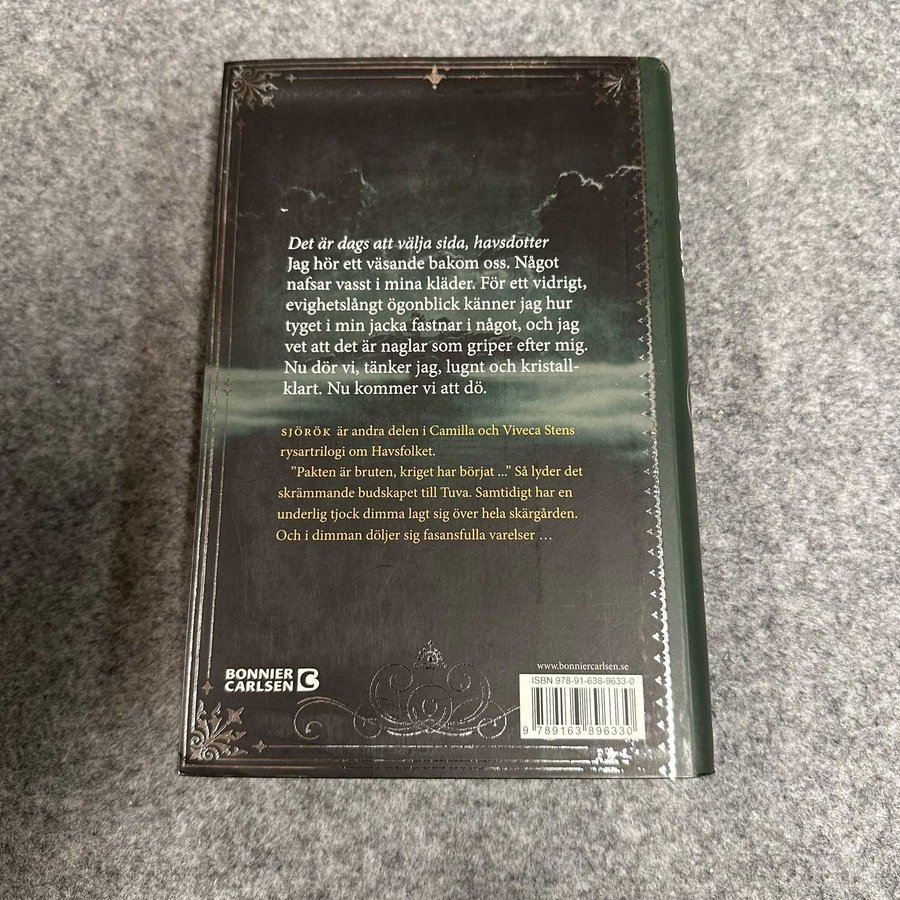 Det är dags att välja sida, havsdotter
Jag hör ett väsande bakom oss. Något
nafsar vasst i mina kläder. För ett vidrigt,
evighetslångt ögonblick känner jag hur
tyget i min jacka fastnar i något, och jag
vet att det är naglar som griper efter mig.
Nu dör vi, tänker jag, lugnt och kristall-
klart. Nu kommer vi att dö.
SJÖRÖK är andra delen i Camilla och Viveca Stens
rysartrilogi om Havsfolket.
”Pakten är bruten, kriget har börjat ...” Så lyder det
skrämmande budskapet till Tuva. Samtidigt har en
underlig tjock dimma lagt sig över hela skärgården.
Och i dimman döljer sig fasansfulla varelser …
BONNIER
CARLSEN
www.bonniercarlsen.se
ISBN 978-91-638-9633-0
9 789163 896330